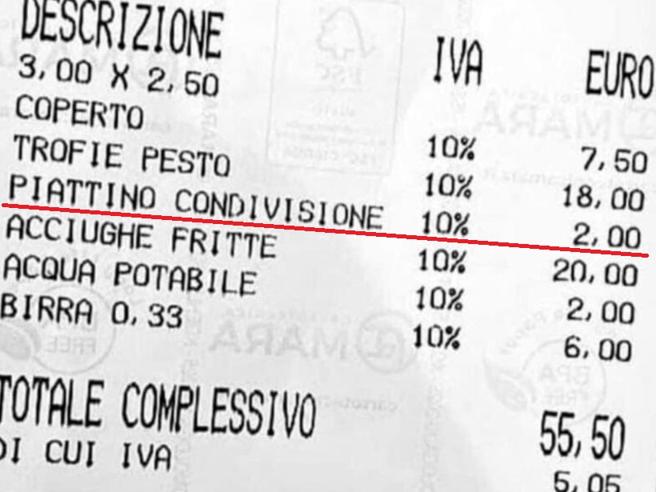 DESCRIZIONE IVA EURO
3,00 X 2,50
COPERTO 10% 7,50
TROFIE PESTO 10% 18,00
PIATTINO CONDIVISIONE 10% 2,00
ACCIUGHE FRITTE 10% 20,00
ACQUA POTABILE 10% 2,00
BIRRA 0,33 10% 6,00
TOTALE COMPLESSIVO 55,50
DI CUI IVA 5,05